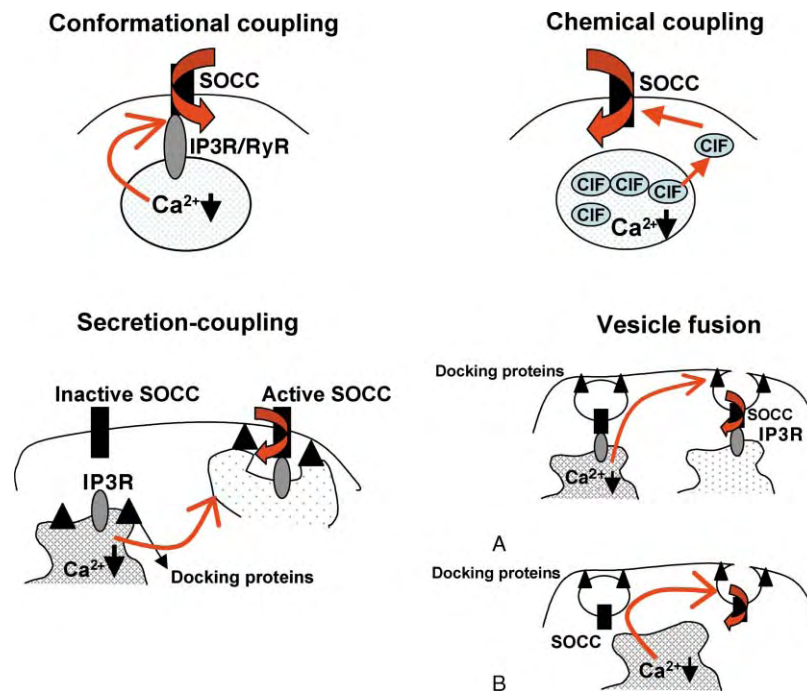 Conformational coupling
SOCC
IP3R/RyR
Ca²⁺
Chemical coupling
SOCC
CIF
CIF CIF CIF
CIF
Ca²⁺
Secretion-coupling
Inactive SOCC Active SOCC
IP3R
Ca²⁺
Docking proteins
Vesicle fusion
Docking proteins
SOCC
IP3R
Ca²⁺
A
Docking proteins
SOCC
Ca²⁺
B